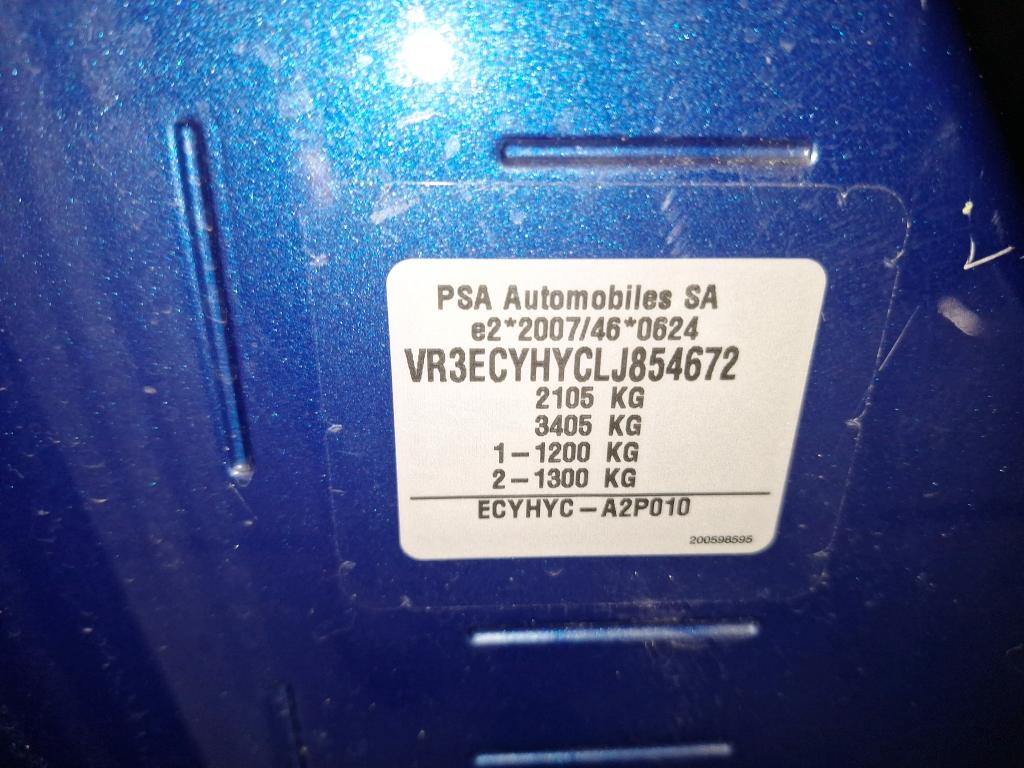 PSA Automobiles SA
e2*2007/46*0624
VR3ECYHYCLJ854672
2105 KG
3405 KG
1-1200 KG
2-1300 KG
ECYHYC-A2P010
200598595